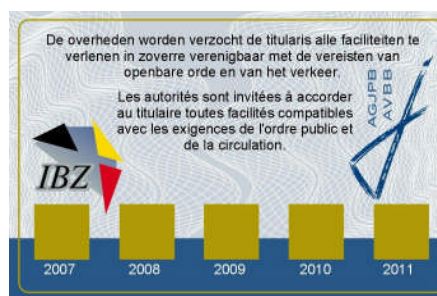 De overheden worden verzocht de titularis alle faciliteiten te
verlenen in zoverre verenigbaar met de vereisten van
openbare orde en van het verkeer.
Les autorités sont invitées à accorder
au titulaire toutes facilités compatibles
avec les exigences de l'ordre public et
de la circulation.
AGJPB
AVBB
IBZ
2007 2008 2009 2010 2011